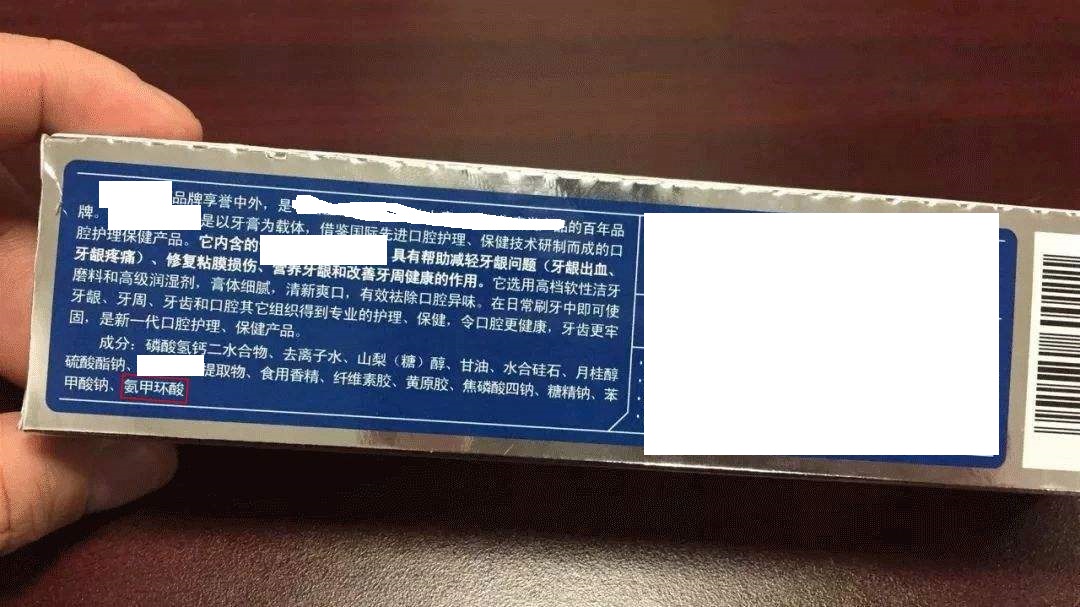 品牌享誉中外，是
品的百年品
牌。
是以牙膏为载体，借鉴国际先进口腔护理、保健技术研制而成的口
腔护理保健产品。它内含的
具有帮助减轻牙龈问题（牙龈出血、
牙龈疼痛）、修复粘膜损伤、营养牙龈和改善牙周健康的作用。它选用高档软性洁牙
磨料和高级润湿剂，膏体细腻，清新爽口，有效祛除口腔异味。在日常刷牙中即可使
牙龈、牙周、牙齿和口腔其它组织得到专业的护理、保健，令口腔更健康，牙齿更牢
固，是新一代口腔护理、保健产品。
成分：磷酸氢钙二水合物、去离子水、山梨（糖）醇、甘油、水合硅石、月桂醇
硫酸酯钠、
提取物、食用香精、纤维素胶、黄原胶、焦磷酸四钠、糖精钠、苯
甲酸钠、氨甲环酸